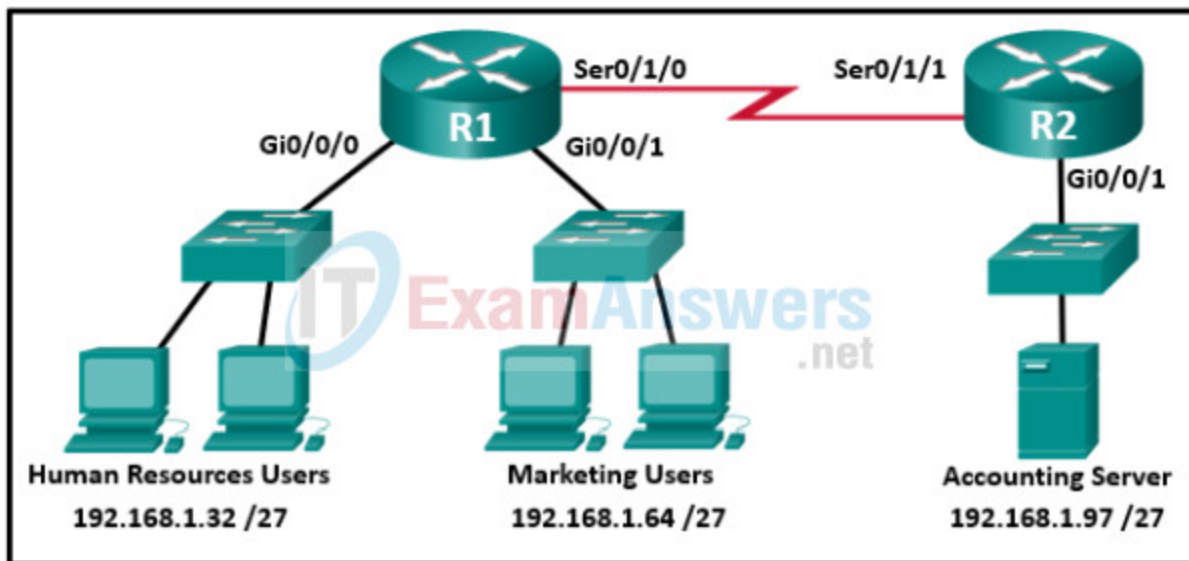 Ser0/1/0
Ser0/1/1
R1
R2
Gi0/0/0
Gi0/0/1
Gi0/0/1
ITExamAnswers
.net
Human Resources Users
192.168.1.32 /27
Marketing Users
192.168.1.64 /27
Accounting Server
192.168.1.97 /27